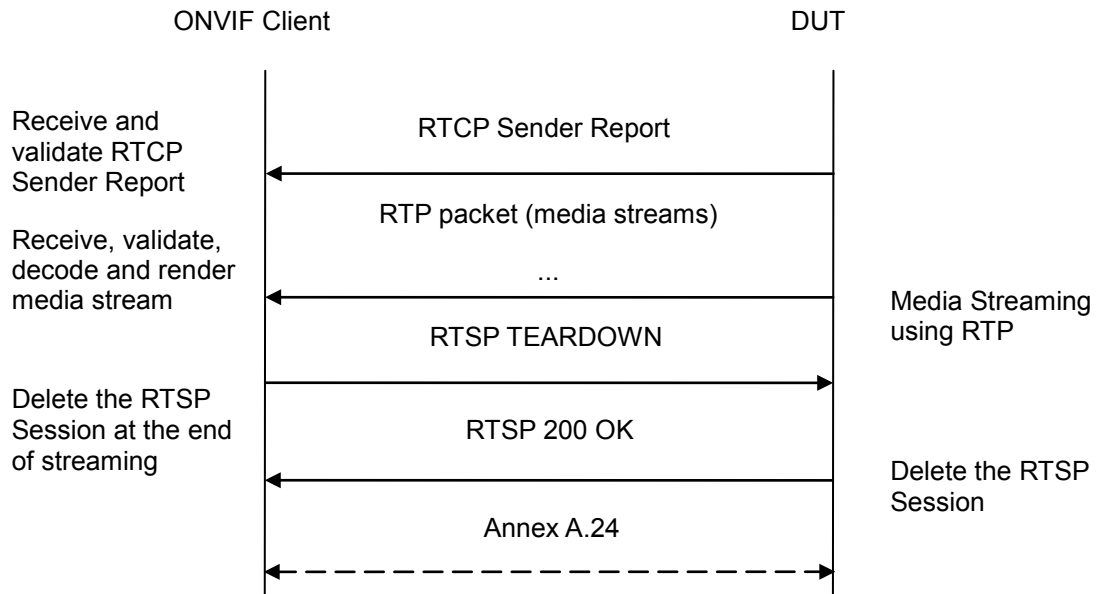 ONVIF Client
DUT
Receive and
validate RTCP
Sender Report
RTCP Sender Report
RTP packet (media streams)
Receive, validate,
decode and render
media stream
...
Media Streaming
using RTP
RTSP TEARDOWN
Delete the RTSP
Session at the end
of streaming
RTSP 200 OK
Delete the RTSP
Session
Annex A.24